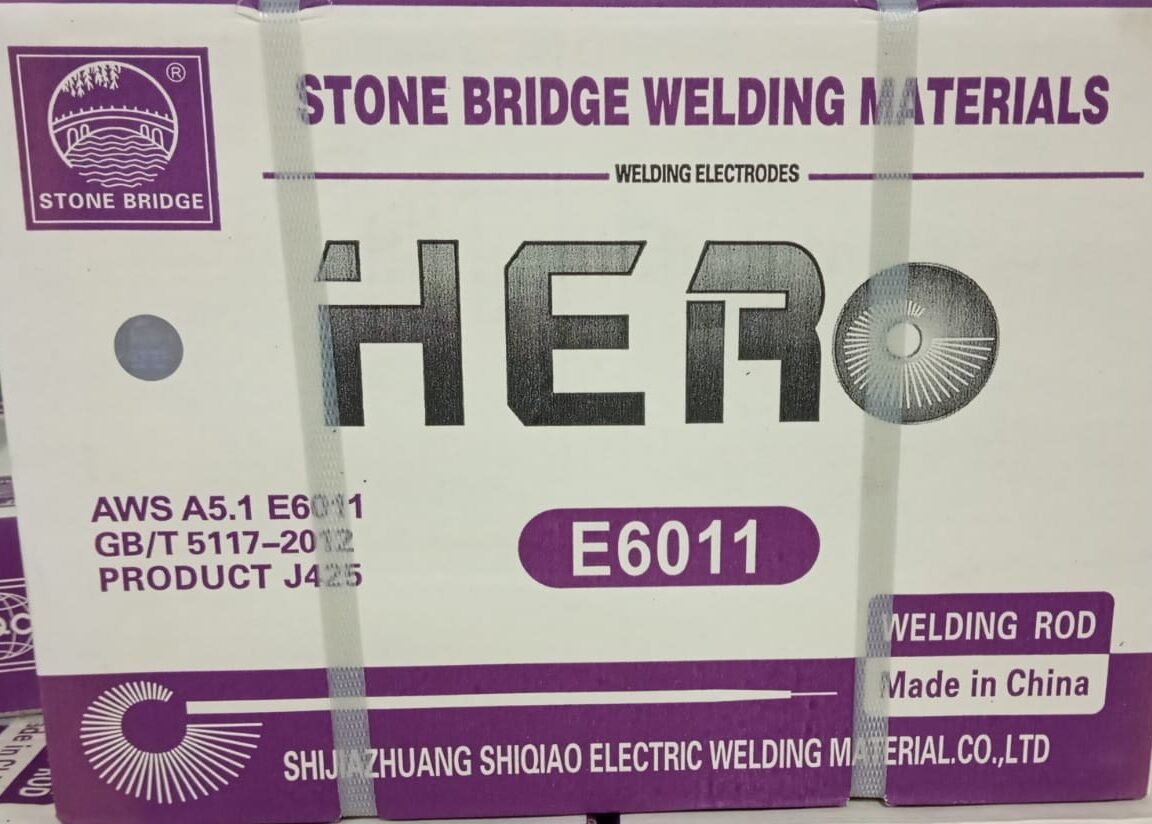 ®
STONE BRIDGE
STONE BRIDGE WELDING MATERIALS
WELDING ELECTRODES
HERO
AWS A5.1 E6011
GB/T 5117–2012
PRODUCT J425
E6011
WELDING ROD
Made in China
SHIJIAZHUANG SHIQIAO ELECTRIC WELDING MATERIAL.CO.,LTD